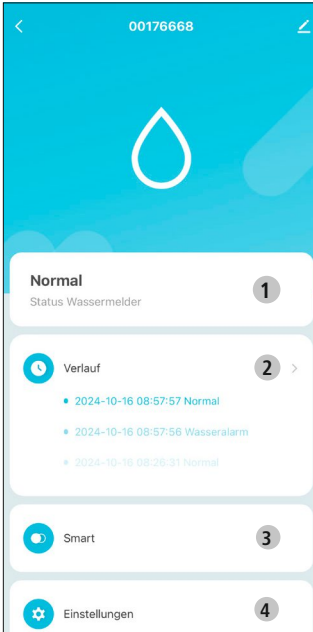 00176668
Normal
Status Wassermelder
1
Verlauf
2
2024-10-16 08:57:57 Normal
2024-10-16 08:57:56 Wasseralarm
2024-10-16 08:26:31 Normal
Smart
3
Einstellungen
4